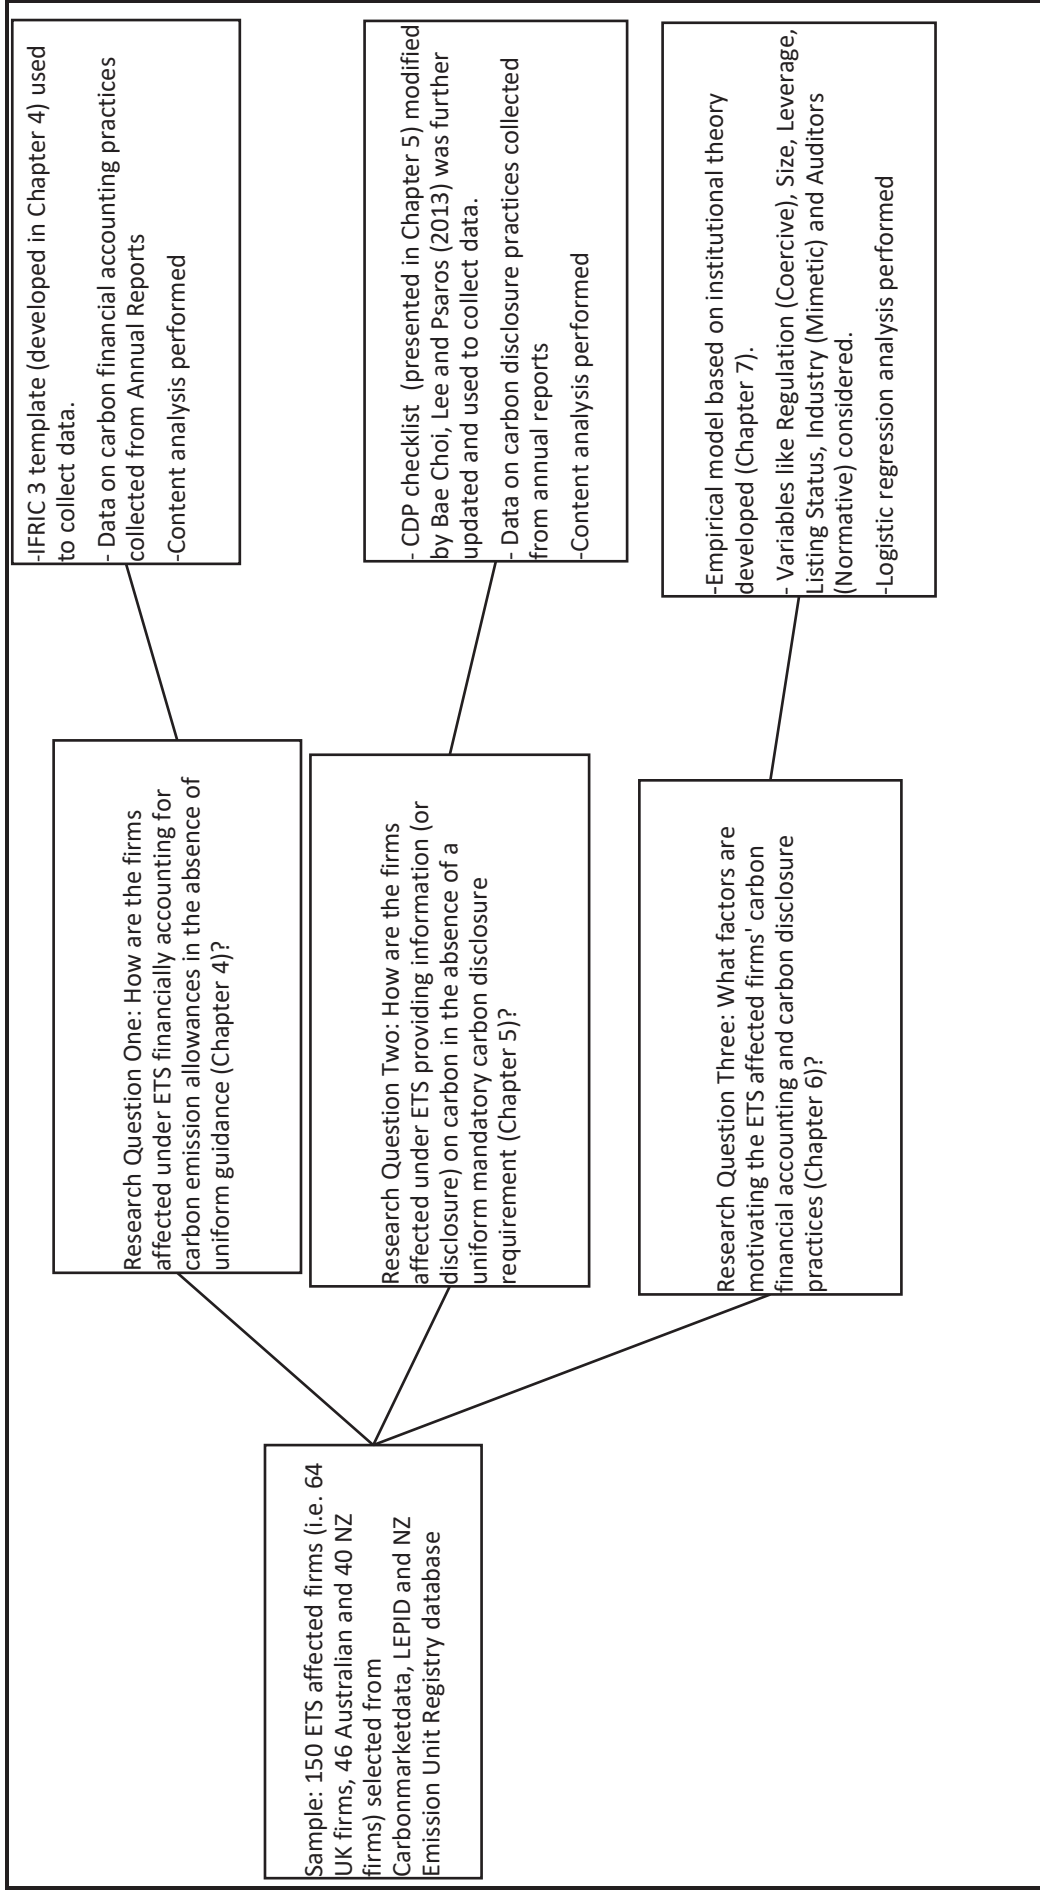 Sample: 150 ETS affected firms (i.e. 64
UK firms, 46 Australian and 40 NZ
firms) selected from
Carbonmarketdata, LEPID and NZ
Emission Unit Registry database
Research Question One: How are the firms
affected under ETS financially accounting for
carbon emission allowances in the absence of
uniform guidance (Chapter 4)?
Research Question Two: How are the firms
affected under ETS providing information (or
disclosure) on carbon in the absence of a
uniform mandatory carbon disclosure
requirement (Chapter 5)?
Research Question Three: What factors are
motivating the ETS affected firms' carbon
financial accounting and carbon disclosure
practices (Chapter 6)?
-IFRIC 3 template (developed in Chapter 4) used
to collect data.
- Data on carbon financial accounting practices
collected from Annual Reports
-Content analysis performed
- CDP checklist (presented in Chapter 5) modified
by Bae Choi, Lee and Psaros (2013) was further
updated and used to collect data.
- Data on carbon disclosure practices collected
from annual reports
-Content analysis performed
-Empirical model based on institutional theory
developed (Chapter 7).
- Variables like Regulation (Coercive), Size, Leverage,
Listing Status, Industry (Mimetic) and Auditors
(Normative) considered.
-Logistic regression analysis performed